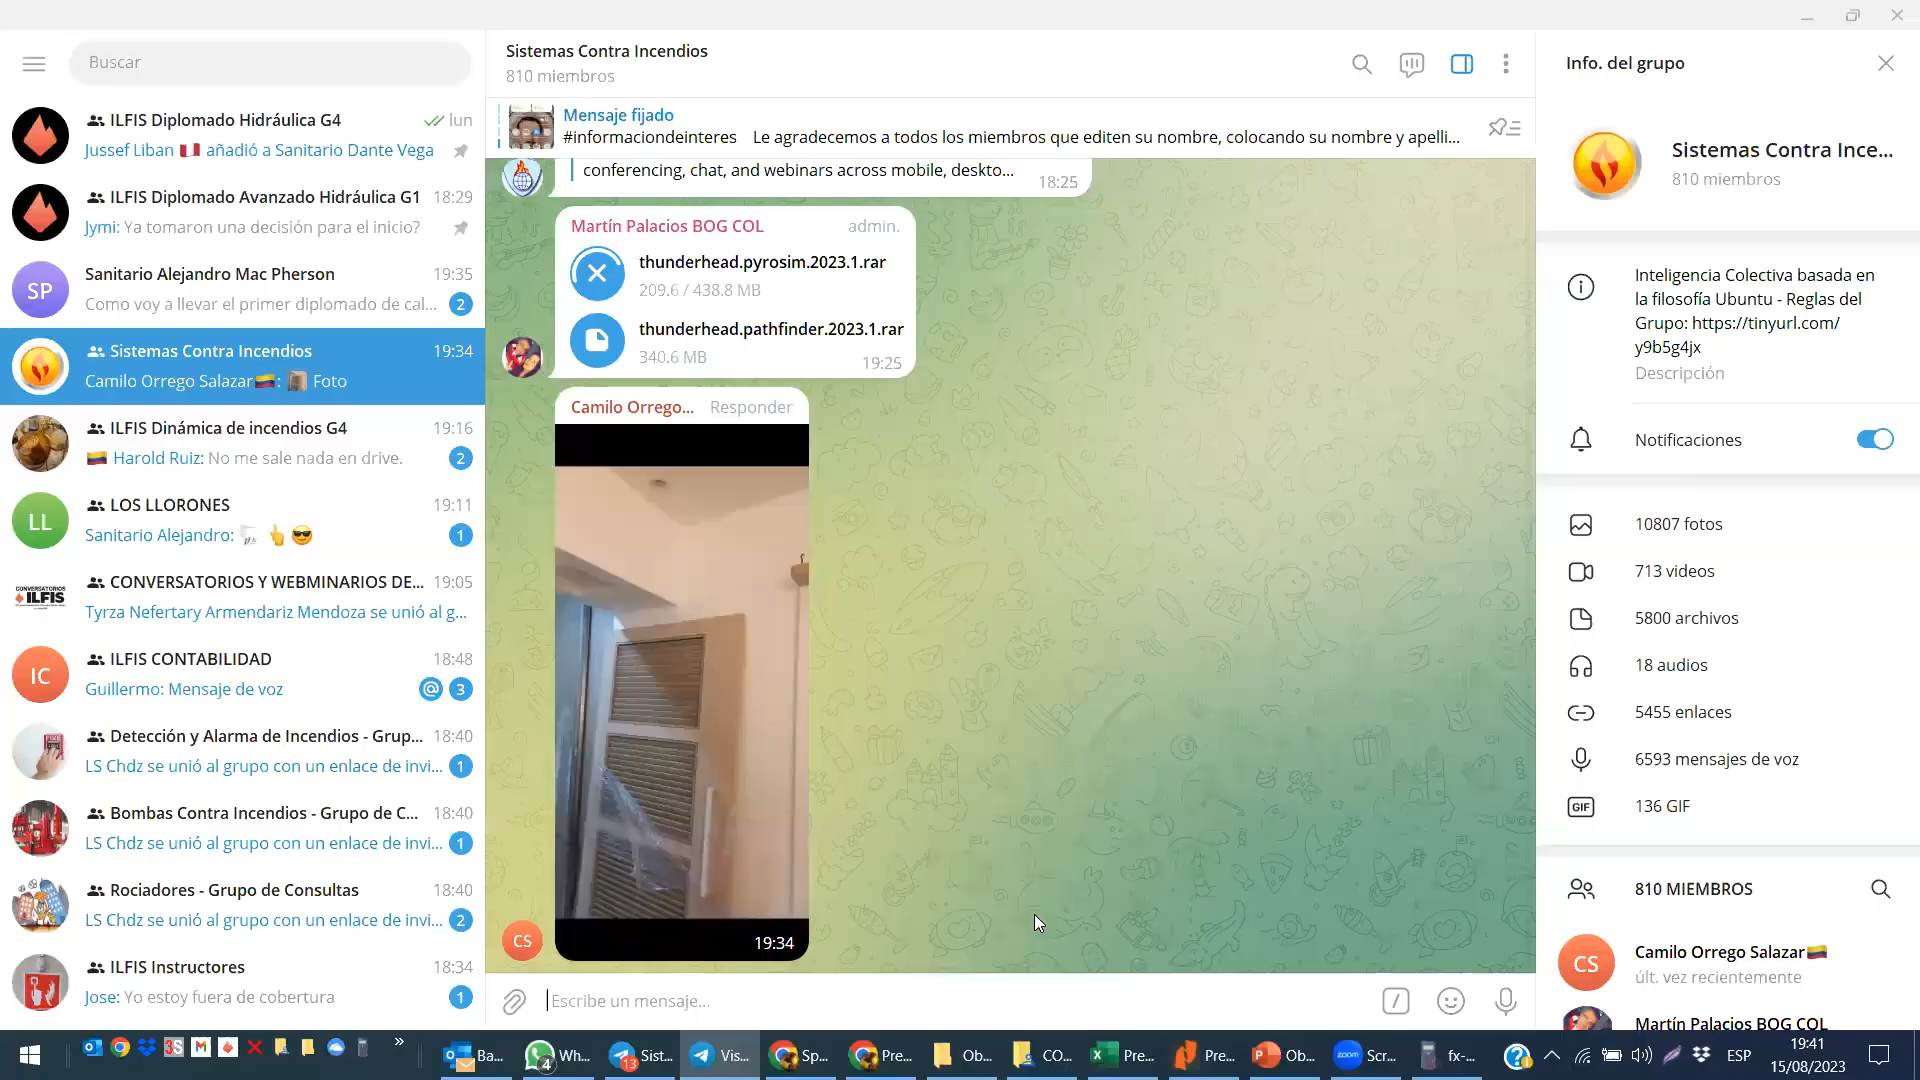 Buscar
ILFIS Diplomado Hidráulica G4 lun
Jussef Liban 🇵🇪 añadió a Sanitario Dante Vega
ILFIS Diplomado Avanzado Hidráulica G1 18:29
Jymi: Ya tomaron una decisión para el inicio?
SP
Sanitario Alejandro Mac Pherson 19:35
Como voy a llevar el primer diplomado de cal... 2
Sistemas Contra Incendios 19:34
Camilo Orrego Salazar🇨🇴: Foto
ILFIS Dinámica de incendios G4 19:16
🇨🇴 Harold Ruiz: No me sale nada en drive. 2
LL
LOS LLORONES 19:11
Sanitario Alejandro: 👆 😎 1
CONVERSATORIOS
ILFIS
CONVERSATORIOS Y WEBMINARIOS DE... 19:05
Tyrza Nefertary Armendariz Mendoza se unió al g...
IC
ILFIS CONTABILIDAD 18:48
Guillermo: Mensaje de voz @ 3
Detección y Alarma de Incendios - Grup... 18:40
LS Chdz se unió al grupo con un enlace de invi... 1
Bombas Contra Incendios - Grupo de C... 18:40
LS Chdz se unió al grupo con un enlace de invi... 1
Rociadores - Grupo de Consultas 18:40
LS Chdz se unió al grupo con un enlace de invi... 2
ILFIS Instructores 18:34
Jose: Yo estoy fuera de cobertura 1
Sistemas Contra Incendios
810 miembros
Mensaje fijado
#informaciondeinteres Le agradecemos a todos los miembros que editen su nombre, colocando su nombre y apelli...
conferencing, chat, and webinars across mobile, deskto...
18:25
Martín Palacios BOG COL admin.
thunderhead.pyrosim.2023.1.rar
209.6 / 438.8 MB
thunderhead.pathfinder.2023.1.rar
340.6 MB
19:25
Camilo Orrego... Responder
CS
19:34
Escribe un mensaje...
Info. del grupo
Sistemas Contra Ince...
810 miembros
Inteligencia Colectiva basada en
la filosofía Ubuntu - Reglas del
Grupo: https://tinyurl.com/
y9b5g4jx
Descripción
Notificaciones
10807 fotos
713 videos
5800 archivos
18 audios
5455 enlaces
6593 mensajes de voz
GIF
136 GIF
810 MIEMBROS
CS
Camilo Orrego Salazar🇨🇴
últ. vez recientemente
Martín Palacios BOG COL
Ba...
4 Wh...
13 Sist...
Vis...
Sp...
Pre...
Ob...
CO...
Pre...
Pre...
Ob...
zoom Scr...
fx-...
ESP
19:41
15/08/2023